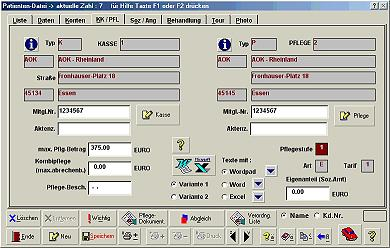 Patienten-Datei -> aktuelle Zahl : 7 für Hilfe Taste F1 oder F2 drücken
Liste Daten Konten KK / PFL Soz / Ang Behandlung Tour Photo
Typ K KASSE 1 Typ P PFLEGE 2
AOK AOK - Rheinland AOK AOK - Rheinland
Straße Fronhauser-Platz 18 Fronhauser-Platz 18
45134 Essen 45145 Essen
Mitgl.-Nr. 1234567 Kasse Mitgl.-Nr. 1234567 Pflege
Aktenz. Aktenz.
max. Pflg-Betrag 375.00 EURO Pflegestufe 1
Kombipflege (max.abrechenb.) 0.00 EURO Texte mit : Art E Tarif 1
Wordpad
Pflege-Besch. . . Variante 1 Word Eigenanteil (Soz.Amt)
Variante 2 Excel 0.00 EURO
Löschen Entfernen Wichtig Pflege-Dokument. Abgleich Verordng. Liste Name Kd.Nr.
Ende Neu Speichern Druck